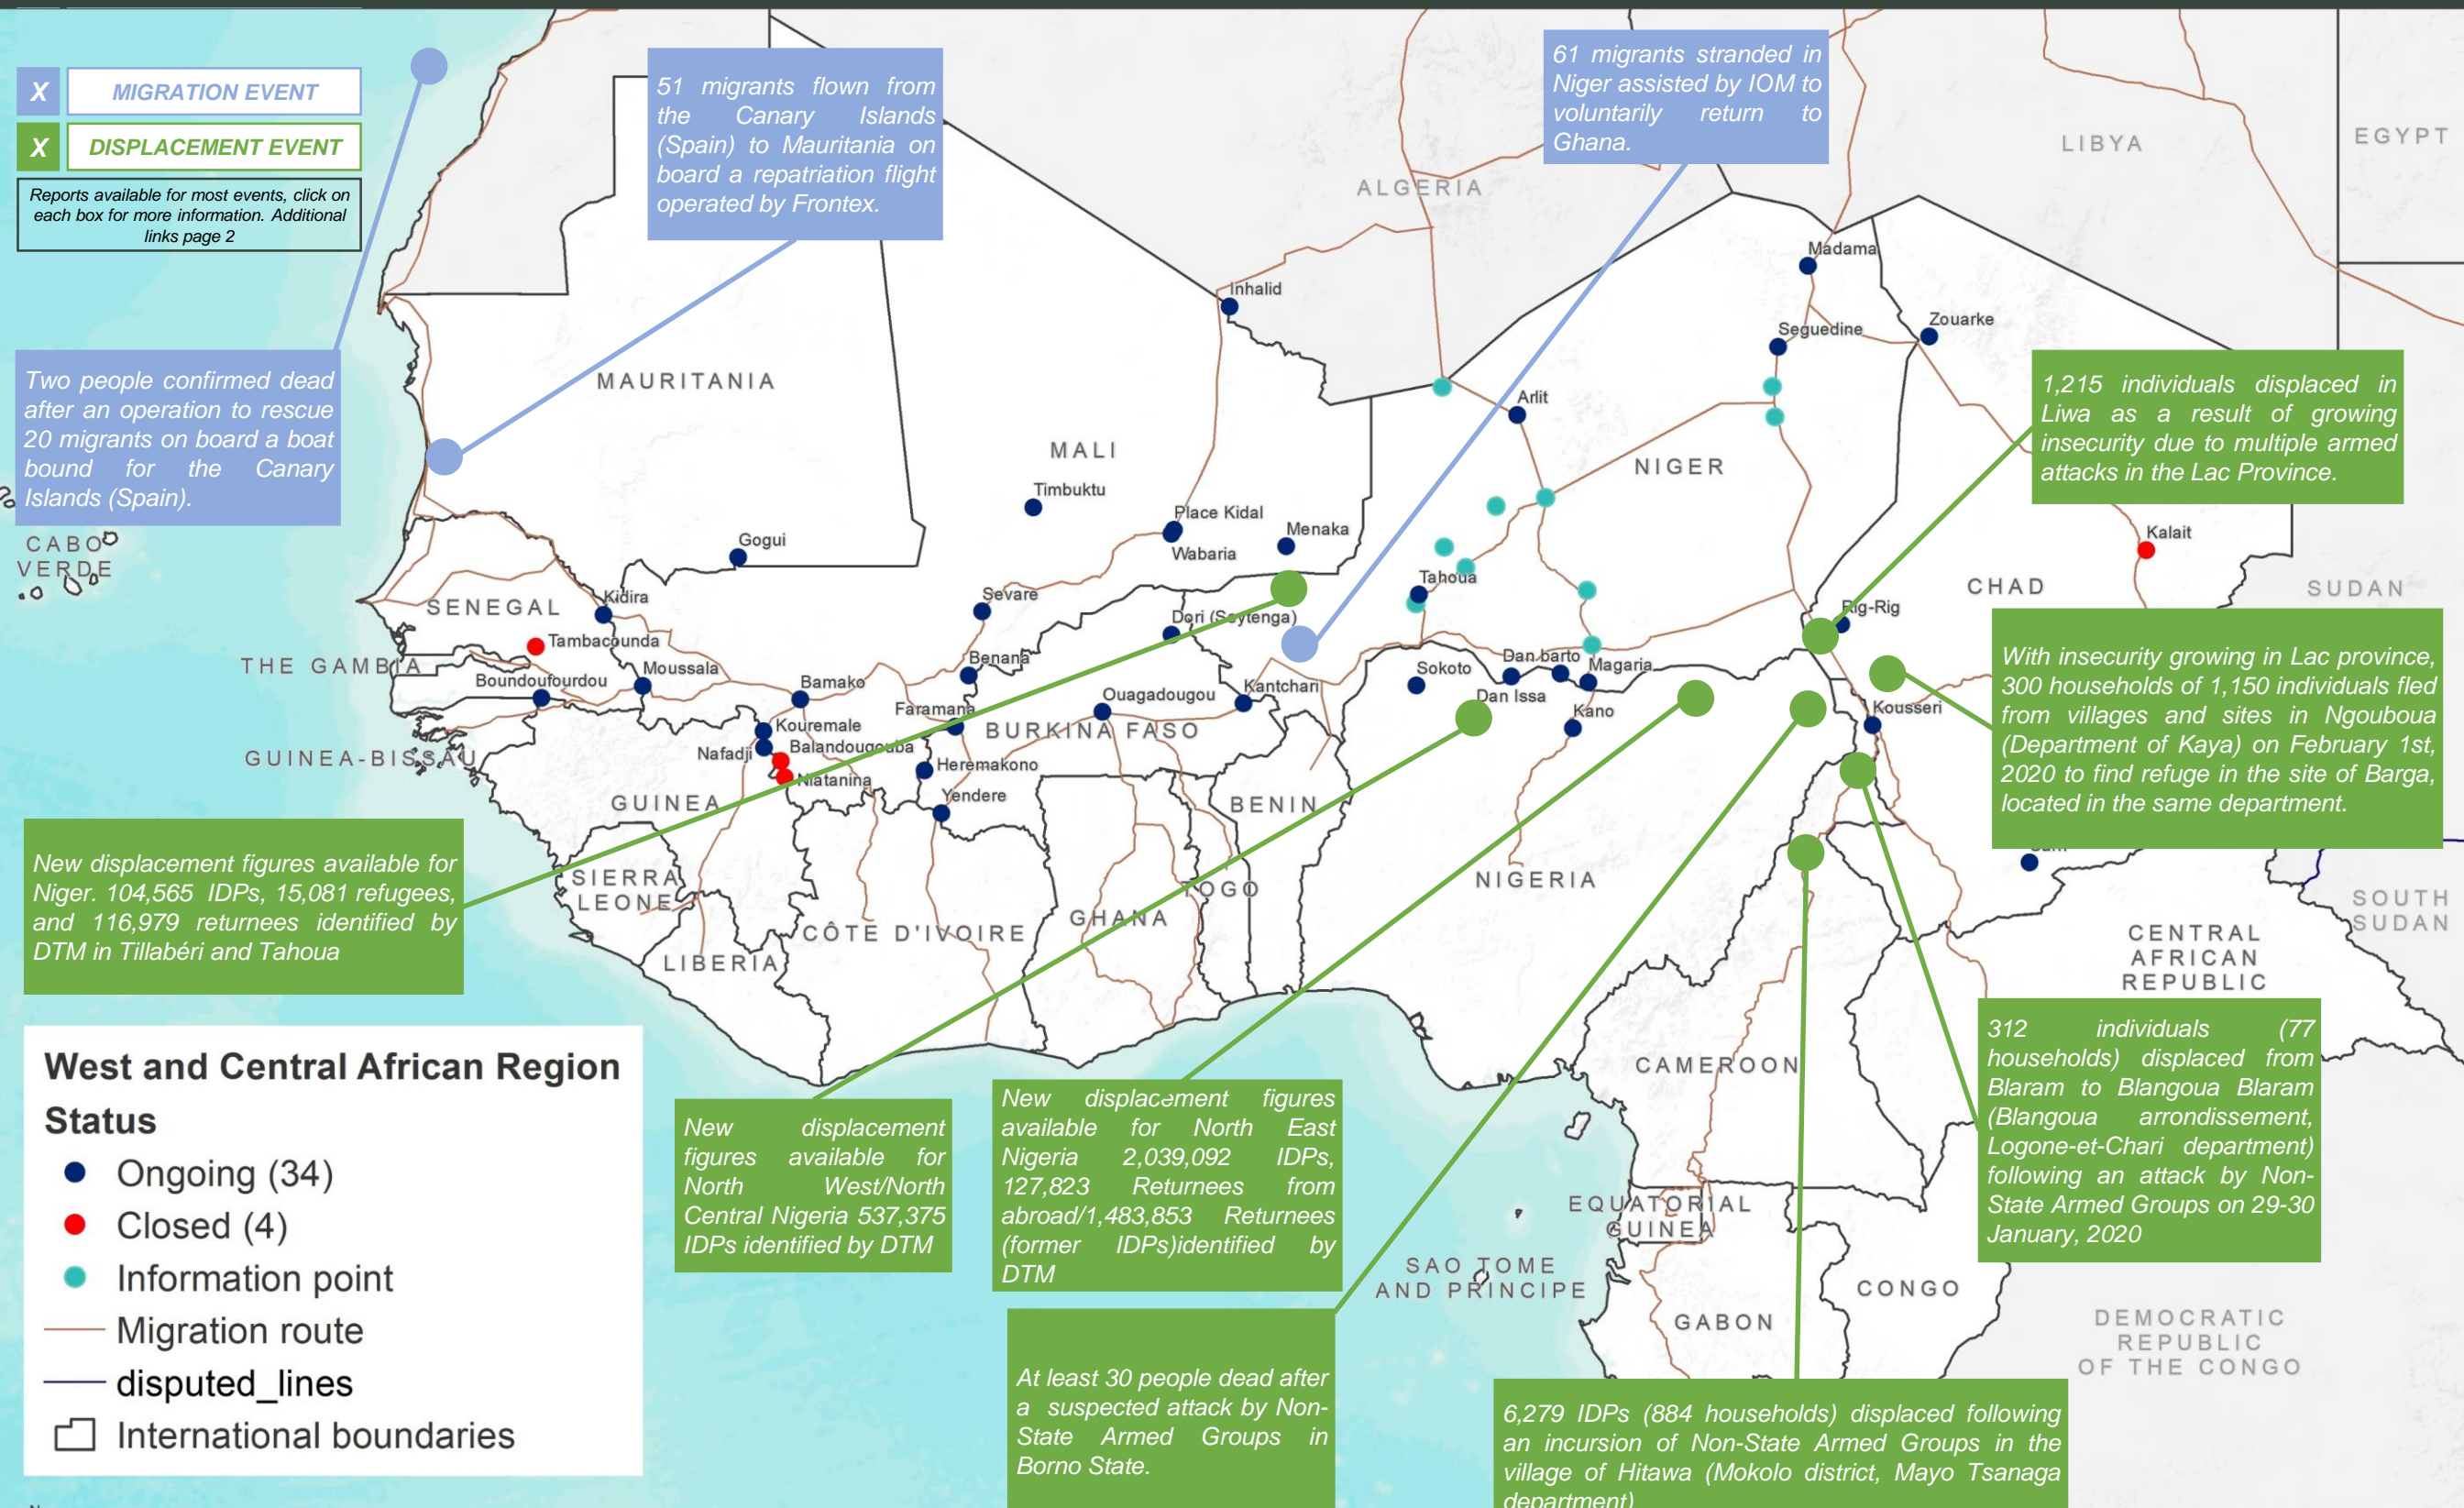 X MIGRATION EVENT
X DISPLACEMENT EVENT
Reports available for most events, click on
each box for more information. Additional
links page 2
51 migrants flown from
the Canary Islands
(Spain) to Mauritania on
board a repatriation flight
operated by Frontex.
61 migrants stranded in
Niger assisted by IOM to
voluntarily return to
Ghana.
Two people confirmed dead
after an operation to rescue
20 migrants on board a boat
bound for the Canary
Islands (Spain).
1,215 individuals displaced in
Liwa as a result of growing
insecurity due to multiple armed
attacks in the Lac Province.
With insecurity growing in Lac province,
300 households of 1,150 individuals fled
from villages and sites in Ngouboua
(Department of Kaya) on February 1st,
2020 to find refuge in the site of Barga,
located in the same department.
New displacement figures available for
Niger. 104,565 IDPs, 15,081 refugees,
and 116,979 returnees identified by
DTM in Tillabéri and Tahoua
New displacement
figures available for
North West/North
Central Nigeria 537,375
IDPs identified by DTM
New displacement figures
available for North East
Nigeria 2,039,092 IDPs,
127,823 Returnees from
abroad/1,483,853 Returnees
(former IDPs)identified by
DTM
At least 30 people dead after
a suspected attack by Non-
State Armed Groups in
Borno State.
312 individuals (77
households) displaced from
Blaram to Blangoua Blaram
(Blangoua arrondissement,
Logone-et-Chari department)
following an attack by Non-
State Armed Groups on 29-30
January, 2020
6,279 IDPs (884 households) displaced following
an incursion of Non-State Armed Groups in the
village of Hitawa (Mokolo district, Mayo Tsanaga
department)
ALGERIA
LIBYA
EGYPT
MAURITANIA
MALI
NIGER
CHAD
SUDAN
CABO
VERDE
SENEGAL
THE GAMBIA
GUINEA-BISSAU
GUINEA
SIERRA
LEONE
LIBERIA
CÔTE D'IVOIRE
BURKINA FASO
GHANA
TOGO
BENIN
NIGERIA
CAMEROON
CENTRAL
AFRICAN
REPUBLIC
SOUTH
SUDAN
EQUATORIAL
GUINEA
SAO TOME
AND PRINCIPE
GABON
CONGO
DEMOCRATIC
REPUBLIC
OF THE CONGO
Inhalid
Madama
Seguedine
Zouarke
Arlit
Timbuktu
Place Kidal
Wabaria
Menaka
Gogui
Kidira
Tambacounda
Boundoufourdou
Moussala
Bamako
Kouremale
Nafadji
Balandougouba
Niatanina
Sevare
Benana
Dori (Seytenga)
Faramana
Heremakono
Yendere
Ouagadougou
Kantchari
Tahoua
Sokoto
Dan Issa
Dan barto
Magaria
Kano
Rig-Rig
Kalait
Kousseri
West and Central African Region
Status
Ongoing (34)
Closed (4)
Information point
Migration route
disputed_lines
International boundaries